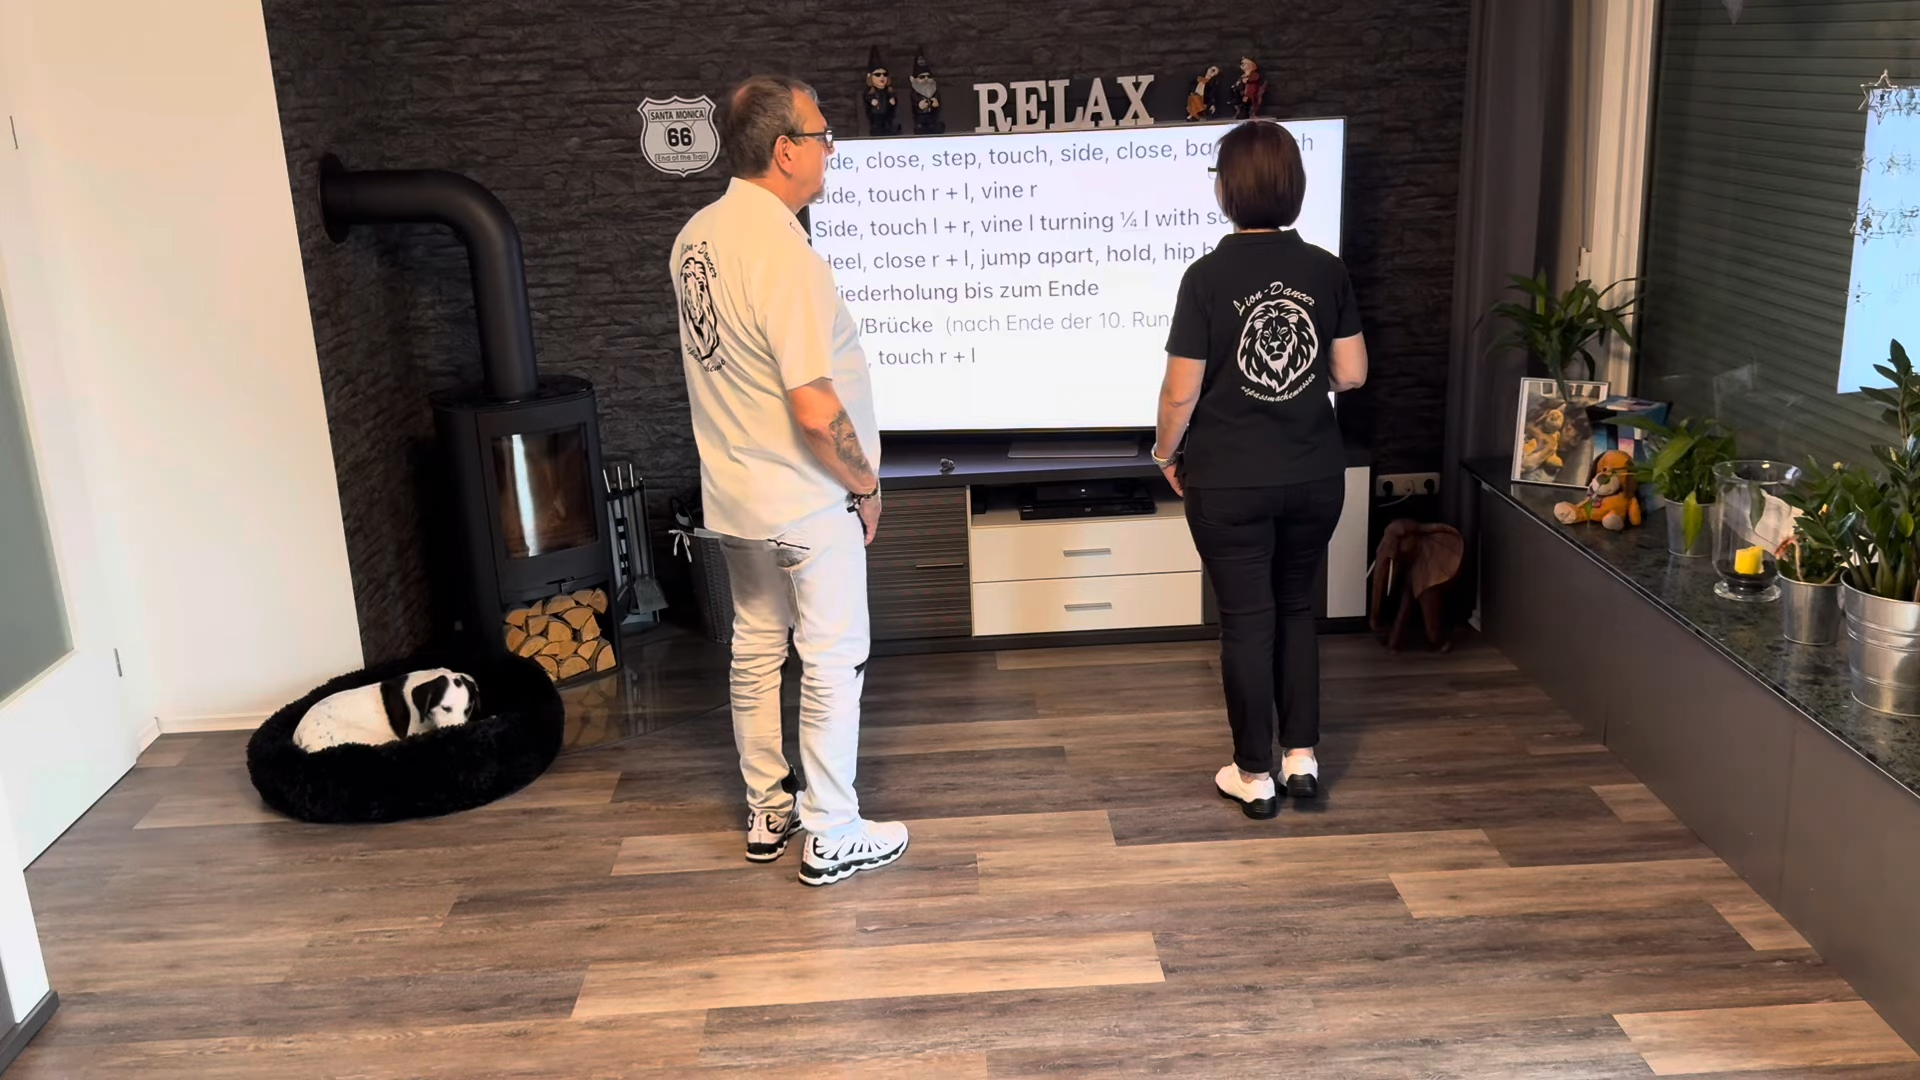 RELAX
SANTA MONICA
66
End of the Trail
close, step, touch, side, close,
touch r + l, vine r
Side, touch l + r, vine l turning ¼ l with
close r + l, jump apart, hold, hip
bis zum Ende
/Brücke (nach Ende der 10.
, touch r + l
Lion-Dancer
Lion-Dancer
#spassmachemusses